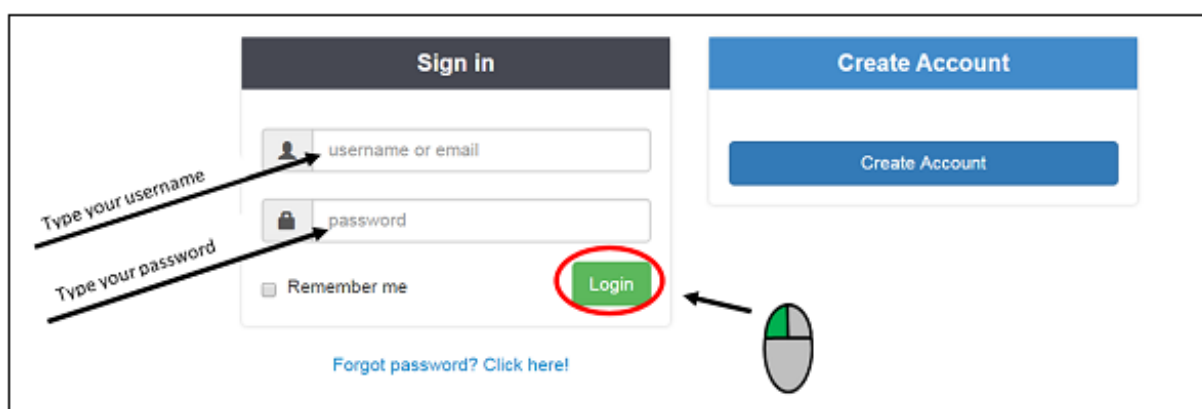 Sign in
username or email
Type your username
password
Type your password
Remember me
Login
Forgot password? Click here!
Create Account
Create Account